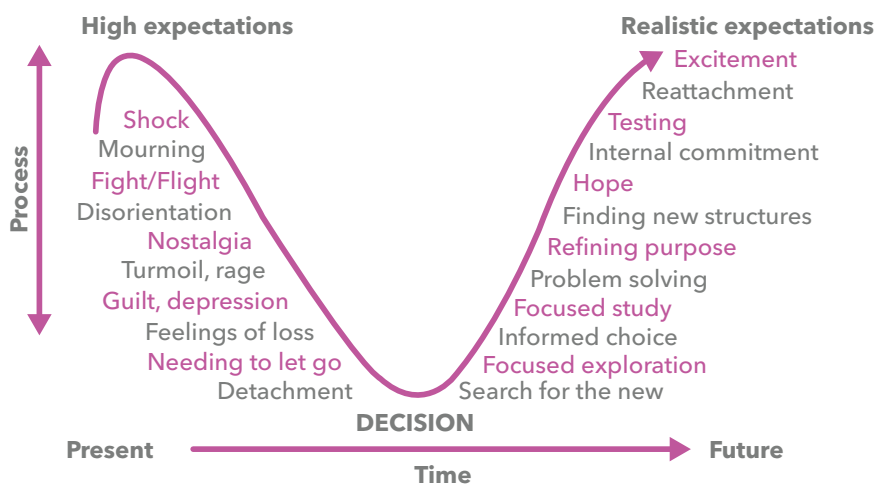 High expectations
Realistic expectations
Process
Shock
Mourning
Fight/Flight
Disorientation
Nostalgia
Turmoil, rage
Guilt, depression
Feelings of loss
Needing to let go
Detachment
Excitement
Reattachment
Testing
Internal commitment
Hope
Finding new structures
Refining purpose
Problem solving
Focused study
Informed choice
Focused exploration
Search for the new
DECISION
Present
Future
Time